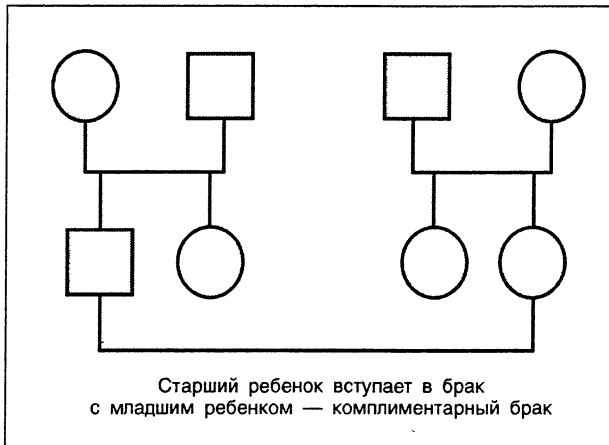 Старший ребенок вступает в брак
с младшим ребенком — комплиментарный брак